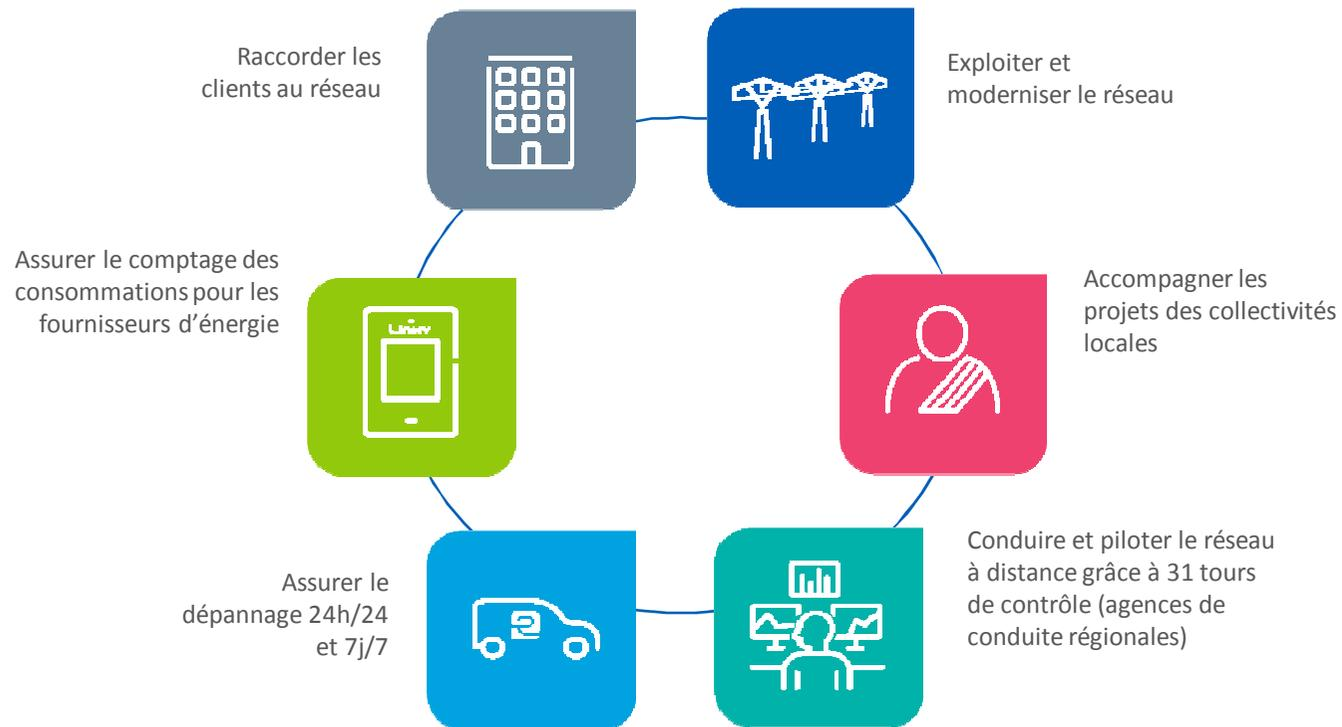 Raccorder les
clients au réseau
Exploiter et
moderniser le réseau
Assurer le comptage des
consommations pour les
fournisseurs d’énergie
Linky
Accompagner les
projets des collectivités
locales
Assurer le
dépannage 24h/24
et 7j/7
Conduire et piloter le réseau
à distance grâce à 31 tours
de contrôle (agences de
conduite régionales)